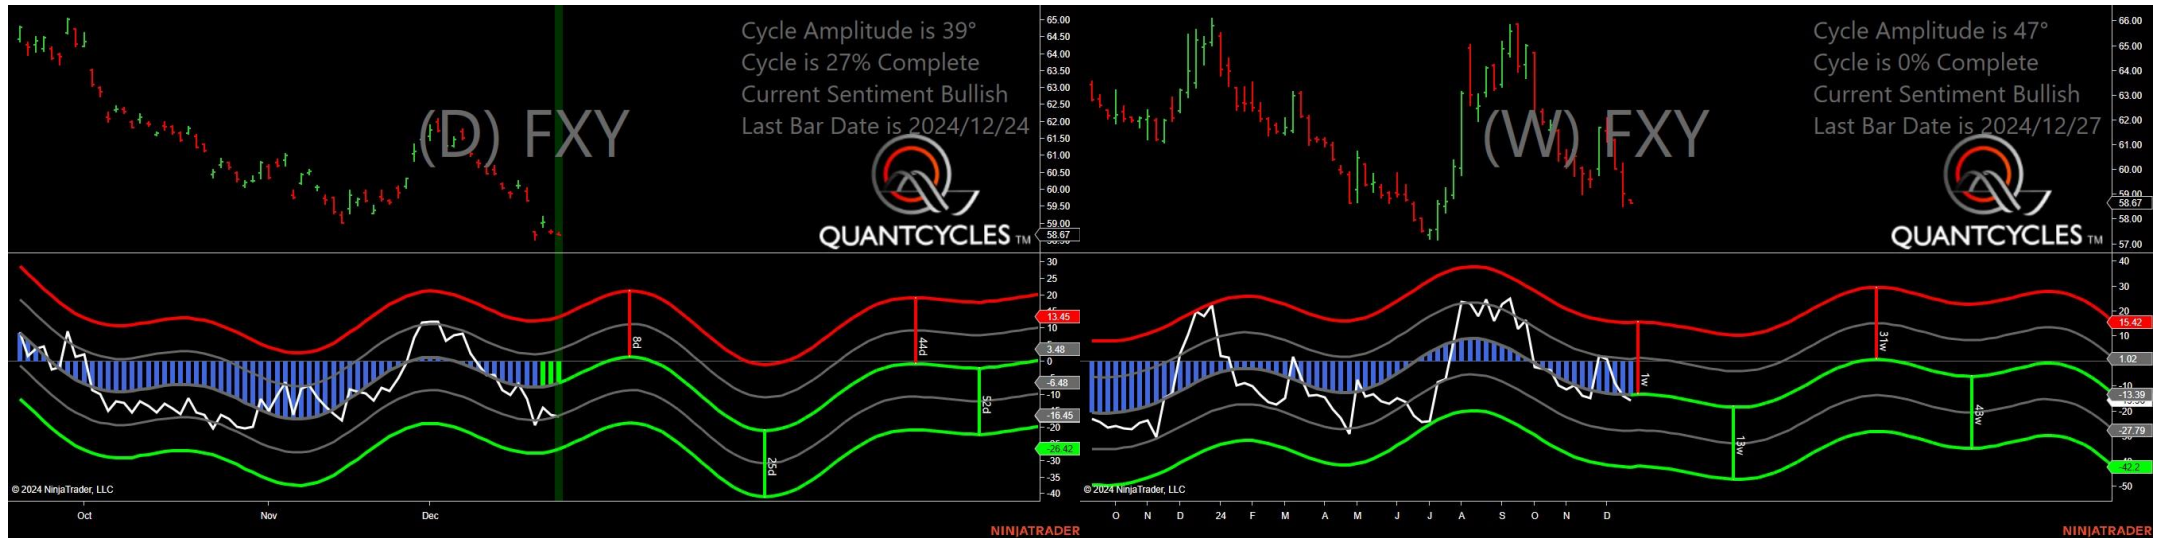 Cycle Amplitude is 39°
Cycle is 27% Complete
Current Sentiment Bullish
Last Bar Date is 2024/12/24
(D) FXY
QUANTCYCLES TM
65.00
64.50
64.00
63.50
63.00
62.50
62.00
61.50
61.00
60.50
60.00
59.50
59.00
58.67
30
25
20
13.45
10
3.48
0
-6.48
-10
-16.45
-20
-26.42
-30
-35
-40
8d
25d
44d
52d
© 2024 NinjaTrader, LLC
Oct Nov Dec
NINJATRADER
Cycle Amplitude is 47°
Cycle is 0% Complete
Current Sentiment Bullish
Last Bar Date is 2024/12/27
(W) FXY
QUANTCYCLES TM
66.00
65.00
64.00
63.00
62.00
61.00
60.00
59.00
58.67
58.00
57.00
40
30
20
15.42
10
1.02
-10
-13.39
-20
-27.79
-42.2
-50
1w
13w
31w
43w
© 2024 NinjaTrader, LLC
O N D 24 F M A M J J A S O N D
NINJATRADER